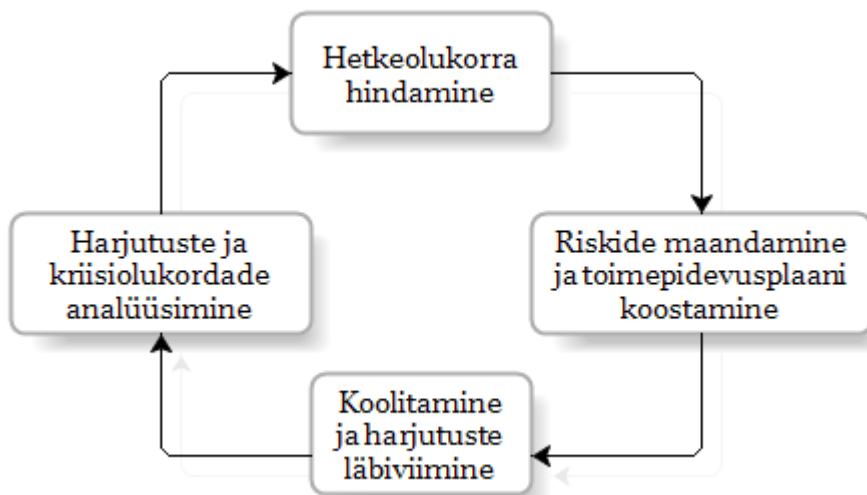 Hetkeolukorra
hindamine
Riskide maandamine
ja toimepidevusplaani
koostamine
Koolitamine
ja harjutuste
läbiviimine
Harjutuste ja
kriisiolukordade
analüüsimine